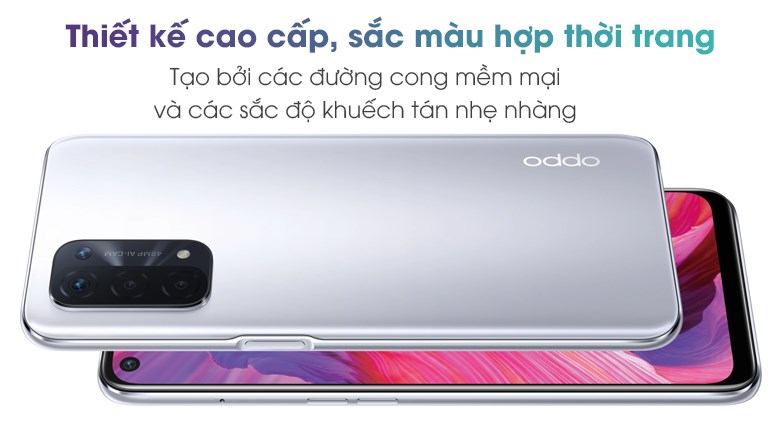 Thiết kế cao cấp, sắc màu hợp thời trang
Tạo bởi các đường cong mềm mại
và các sắc độ khuếch tán nhẹ nhàng
oppo
48MP AI-CAM